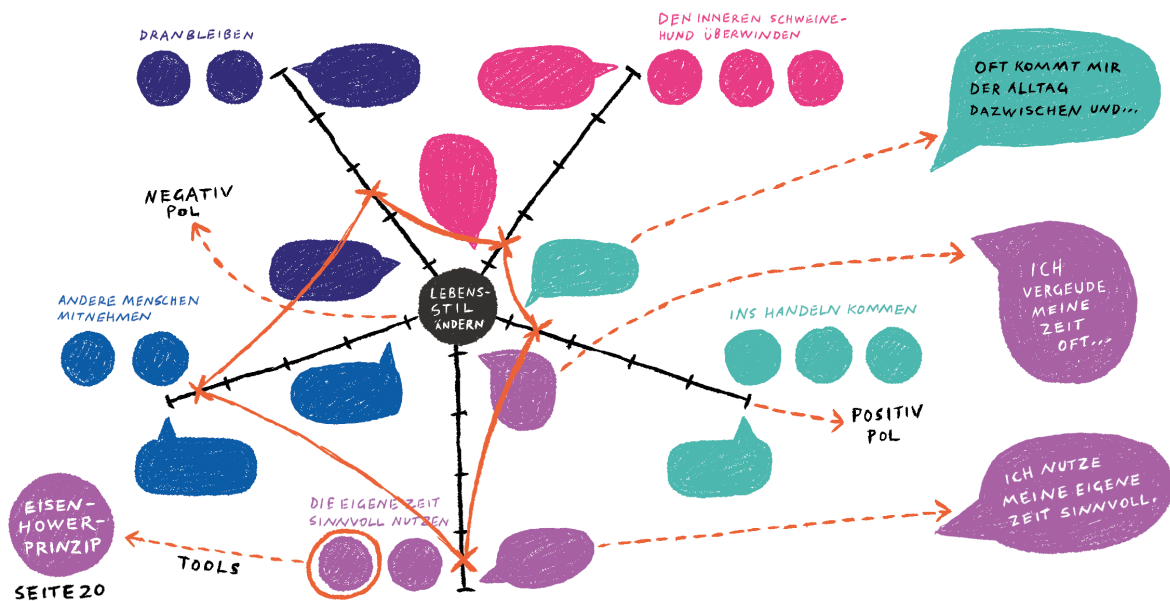 DRANBLEIBEN
DEN INNEREN SCHWEINE-
HUND ÜBERWINDEN
OFT KOMMT MIR
DER ALLTAG
DAZWISCHEN UND...
NEGATIV
POL
ICH
VERGEUDE
MEINE
ZEIT
OFT...
LEBENS-
STIL
ÄNDERN
ANDERE MENSCHEN
MITNEHMEN
INS HANDELN KOMMEN
POSITIV
POL
ICH NUTZE
MEINE EIGENE
ZEIT SINNVOLL.
DIE EIGENE ZEIT
SINNVOLL NUTZEN
EISEN-
HOWER-
PRINZIP
TOOLS
SEITE 20